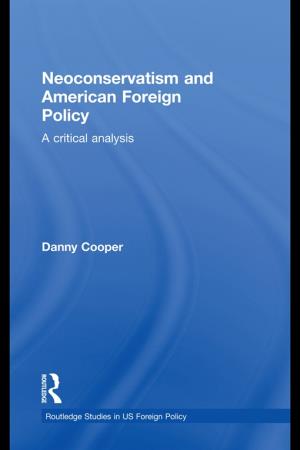 Neoconservatism and
American Foreign
Policy
A critical analysis
Danny Cooper
ROUTLEDGE
Routledge Studies in US Foreign Policy